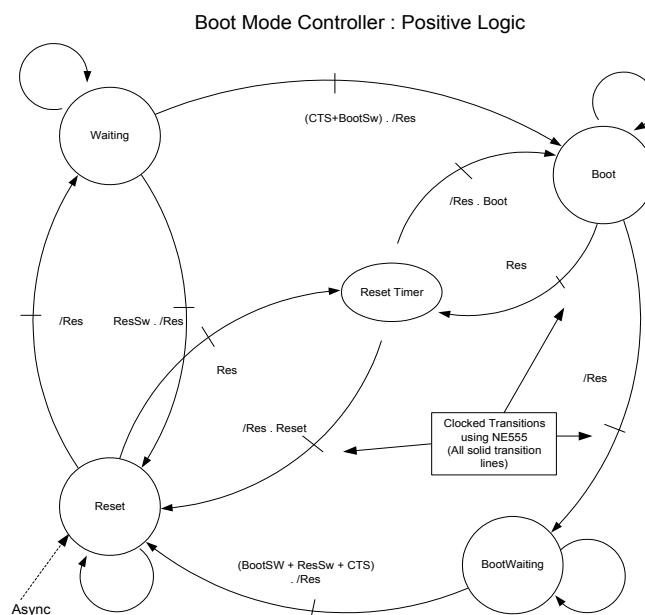 Boot Mode Controller : Positive Logic
Waiting
(CTS+BootSw) . /Res
Boot
/Res . Boot
Res
Reset Timer
/Res
ResSw . /Res
Res
/Res
/Res . Reset
Clocked Transitions
using NE555
(All solid transition
lines)
Reset
(BootSW + ResSw + CTS)
. /Res
BootWaiting
Async